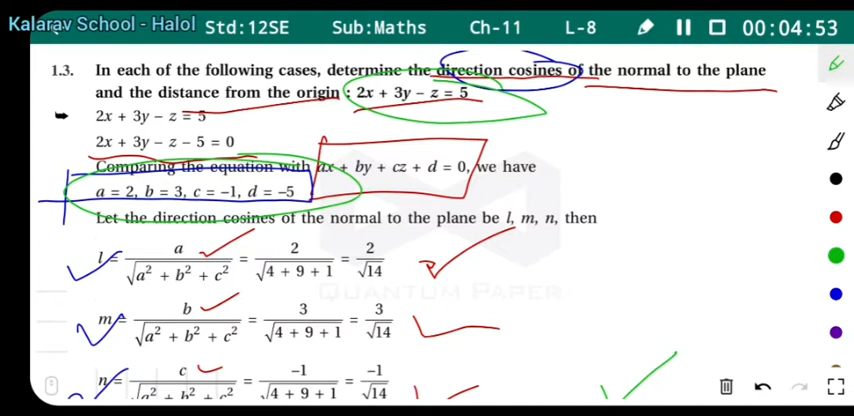 Kalarav School - Halol Std:12SE Sub:Maths Ch-11 L-8 00:04:53
1.3. In each of the following cases, determine the direction cosines of the normal to the plane
and the distance from the origin : 2x + 3y − z = 5
2x + 3y − z = 5
2x + 3y − z − 5 = 0
Comparing the equation with ax + by + cz + d = 0, we have
a = 2, b = 3, c = −1, d = −5
Let the direction cosines of the normal to the plane be l, m, n, then
l = a / √(a² + b² + c²) = 2 / √(4 + 9 + 1) = 2 / √14
QUANTUM PAPER
m = b / √(a² + b² + c²) = 3 / √(4 + 9 + 1) = 3 / √14
n = c / √(a² + b² + c²) = −1 / √(4 + 9 + 1) = −1 / √14